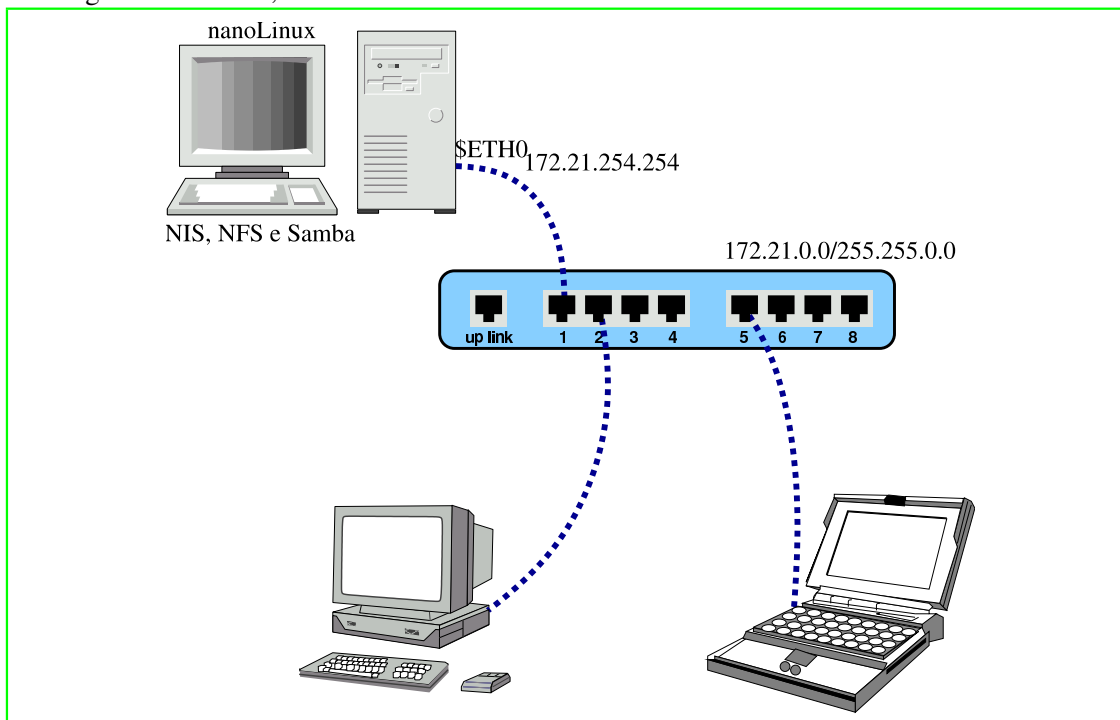 nanoLinux
$ETH0
172.21.254.254
NIS, NFS e Samba
172.21.0.0/255.255.0.0
up link 1 2 3 4 5 6 7 8